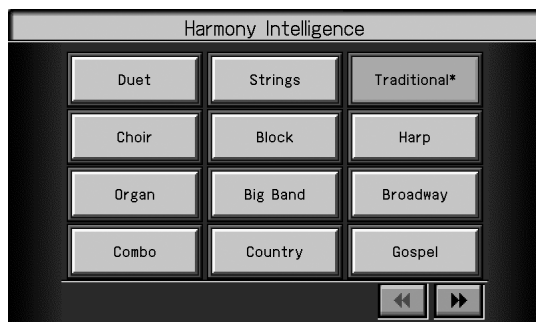 Harmony Intelligence
Duet Strings Traditional*
Choir Block Harp
Organ Big Band Broadway
Combo Country Gospel